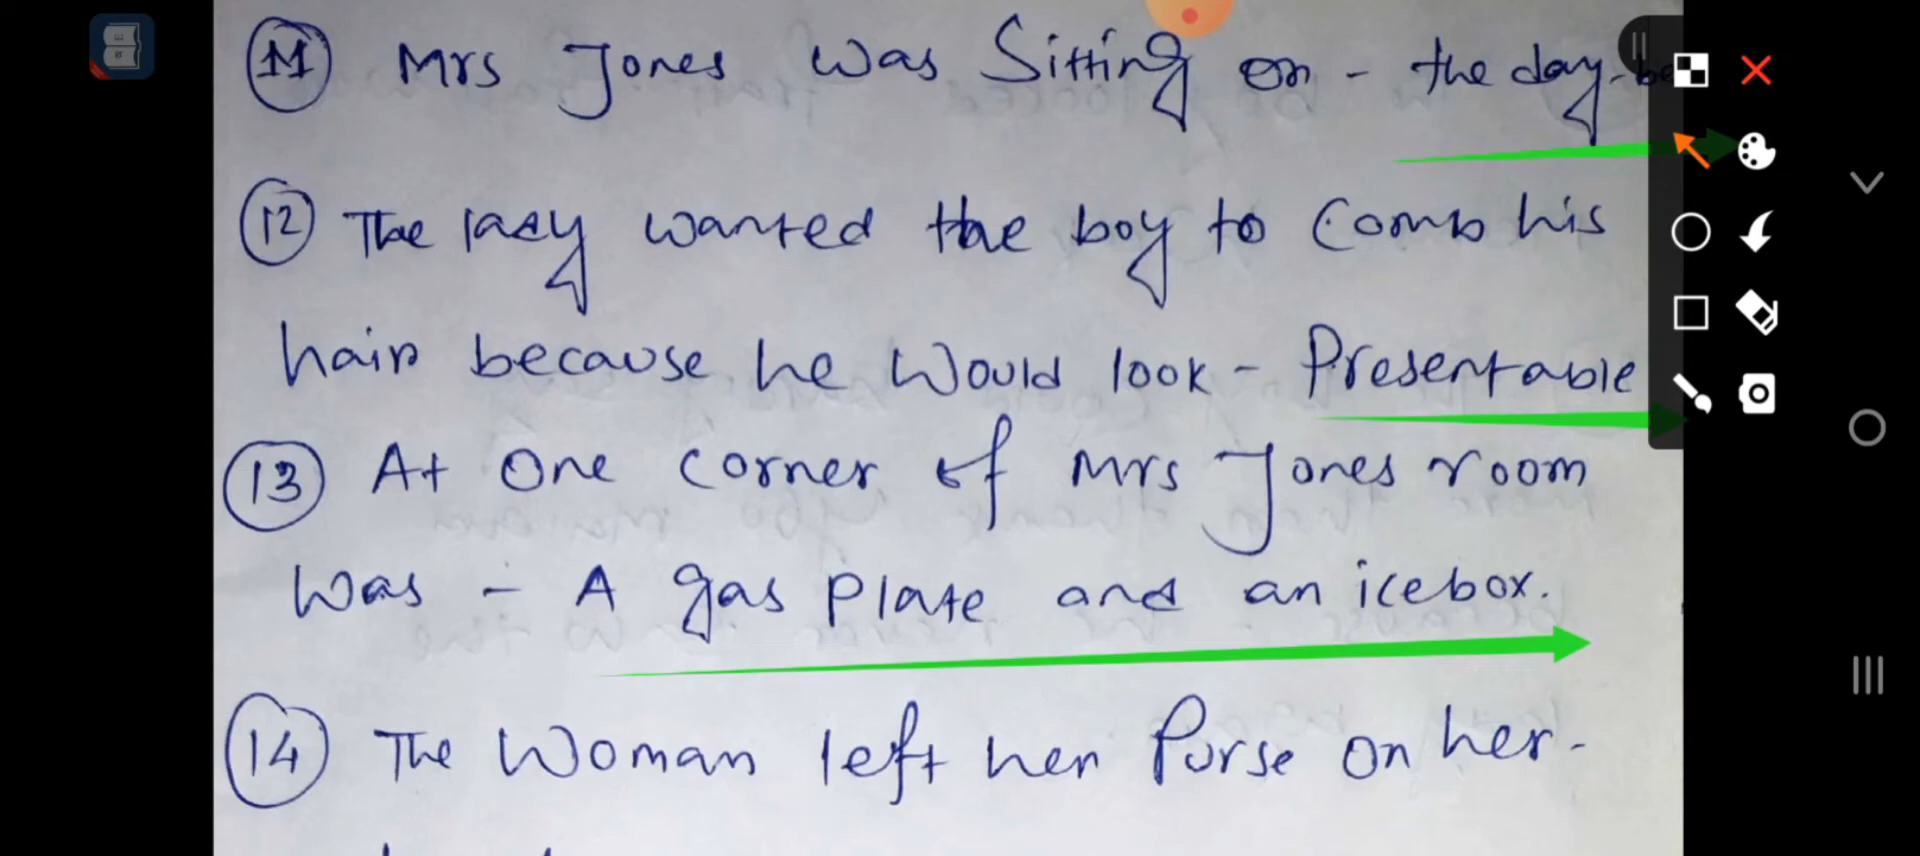 11 Mrs Jones was Sitting on - the day-be
12 The lady wanted the boy to comb his
hair because he would look - Presentable
13 At one corner of Mrs Jones room
was - A gas plate and an icebox.
14 The woman left her Purse on her -